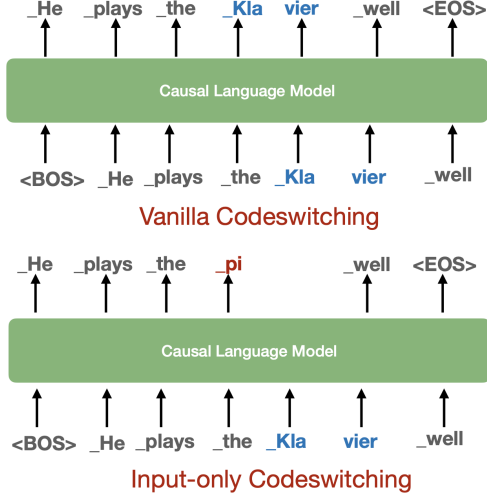 _He _plays _the _Kla vier _well <EOS>
Causal Language Model
<BOS> _He _plays _the _Kla vier _well
Vanilla Codeswitching
_He _plays _the _pi _well <EOS>
Causal Language Model
<BOS> _He _plays _the _Kla vier _well
Input-only Codeswitching